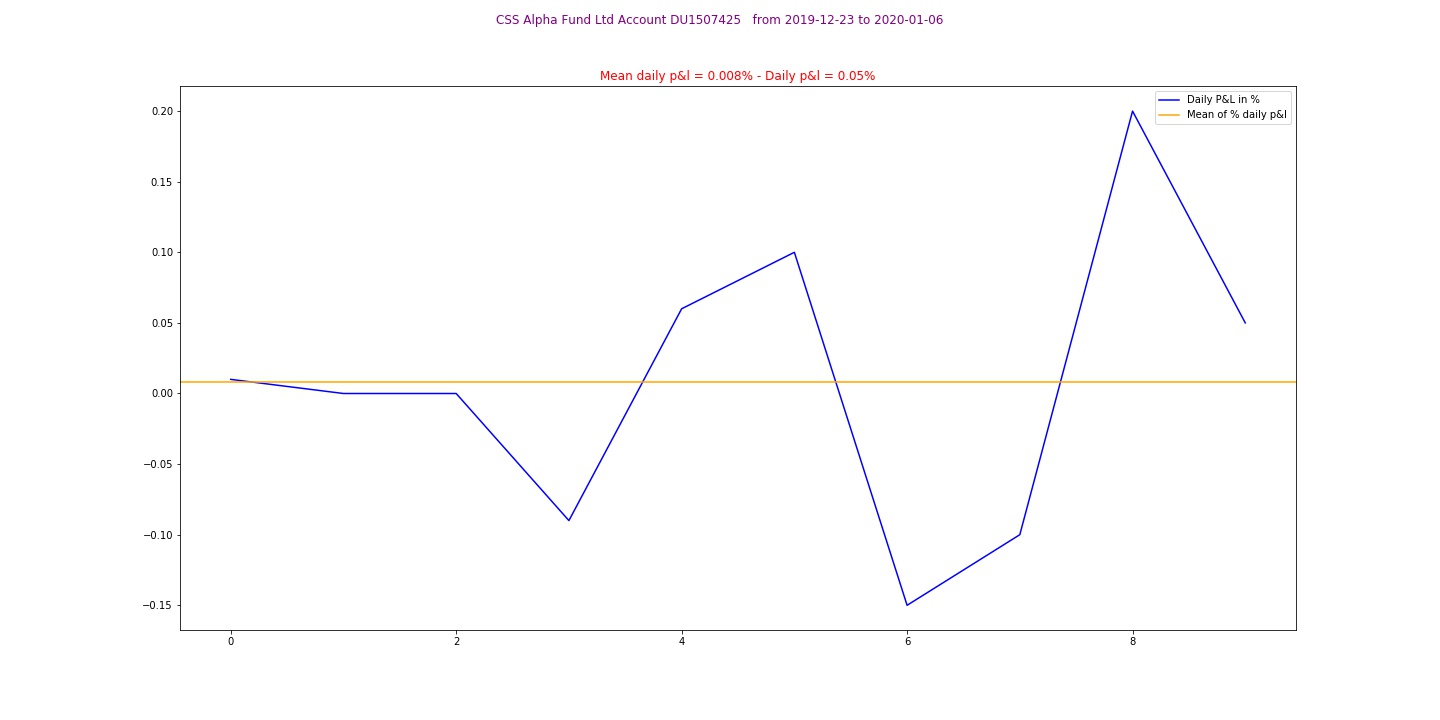 CSS Alpha Fund Ltd Account DU1507425   from 2019-12-23 to 2020-01-06
Mean daily p&l = 0.008% - Daily p&l = 0.05%
Daily P&L in %
Mean of % daily p&l
0.20
0.15
0.10
0.05
0.00
−0.05
−0.10
−0.15
0 2 4 6 8